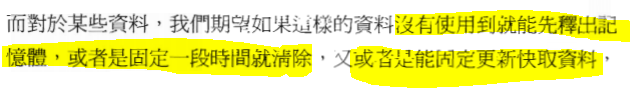 而對於某些資料，我們期望如果這樣的資料沒有使用到就能先釋出記
憶體，或者是固定一段時間就清除，又或者是能固定更新快取資料，